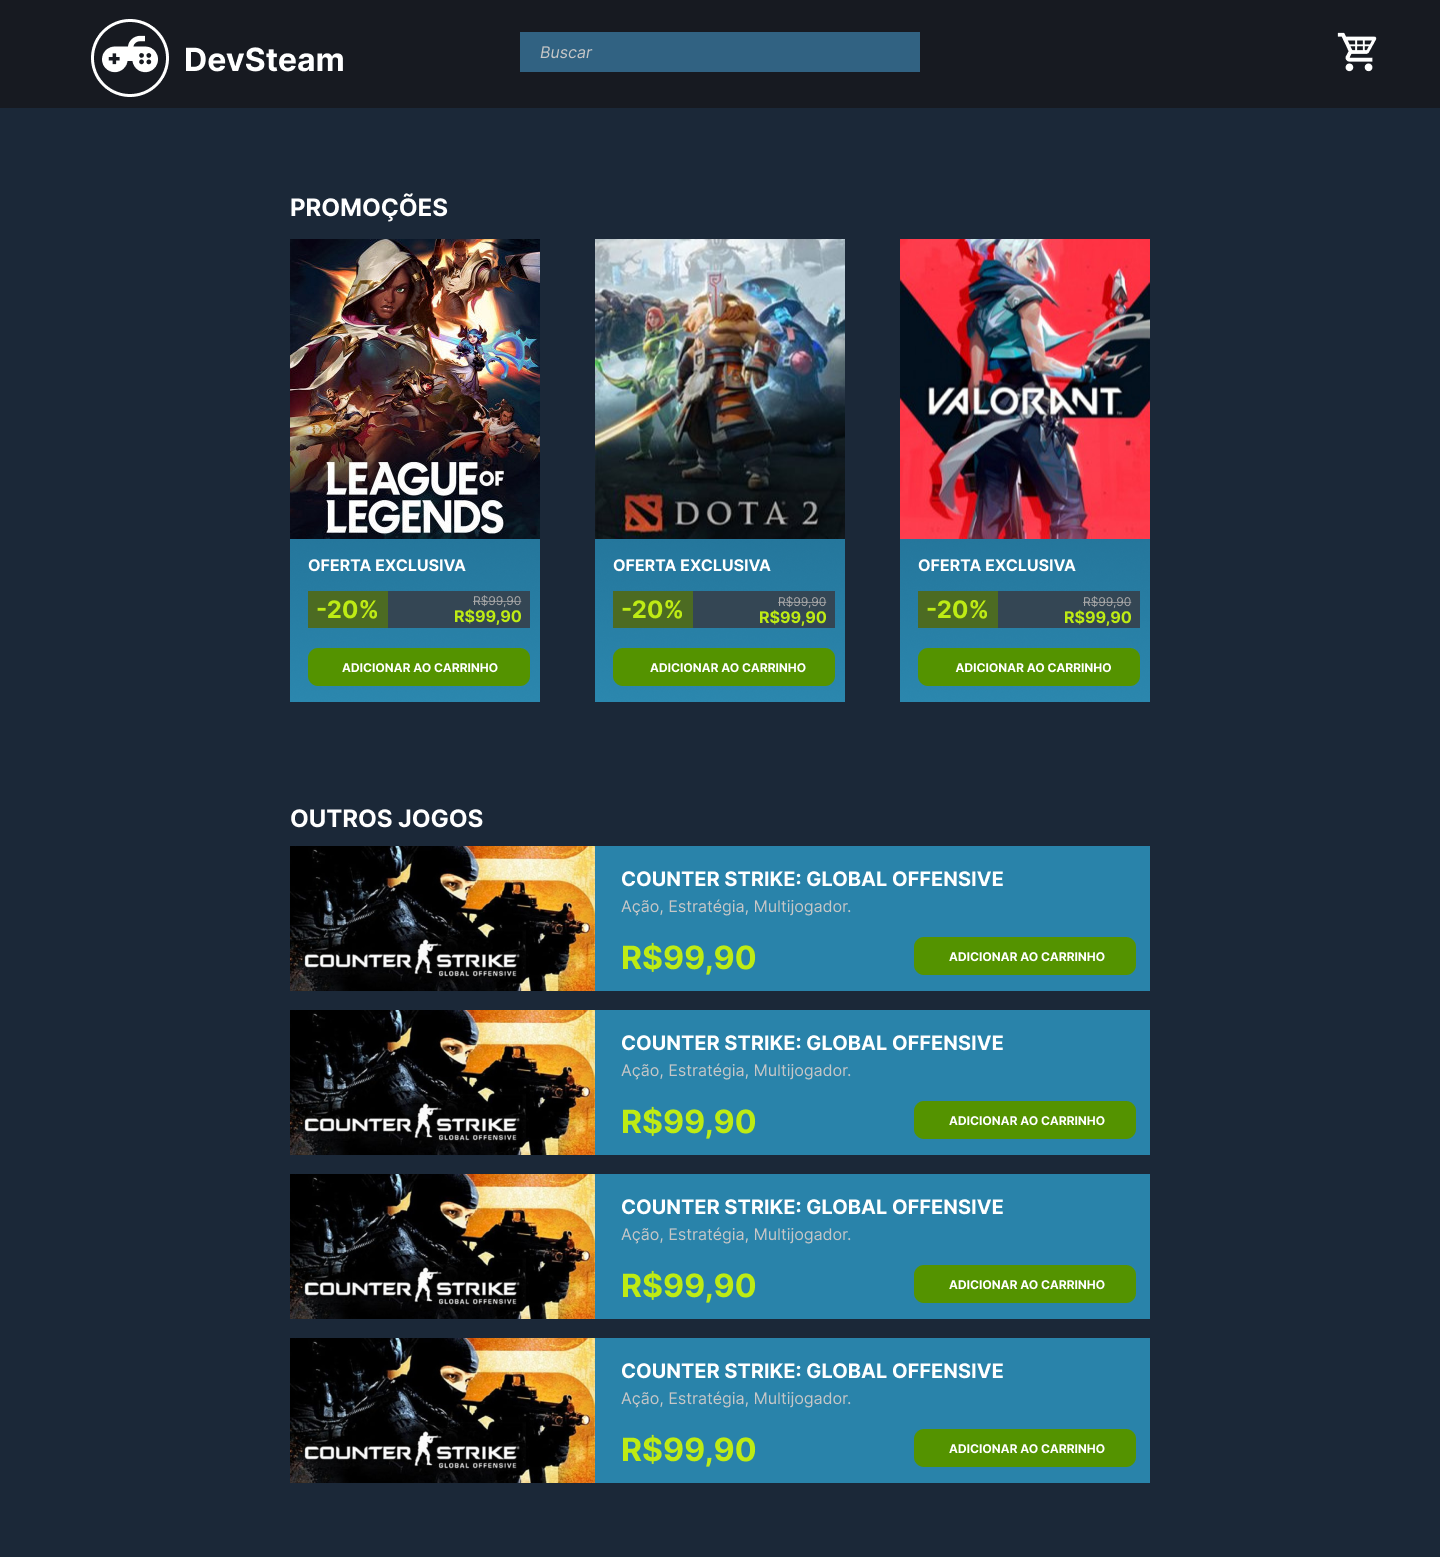 DevSteam
Buscar
PROMOÇÕES
LEAGUE OF
LEGENDS
DOTA 2
VALORANT
OFERTA EXCLUSIVA
-20%
R$99,90
R$99,90
ADICIONAR AO CARRINHO
OFERTA EXCLUSIVA
-20%
R$99,90
R$99,90
ADICIONAR AO CARRINHO
OFERTA EXCLUSIVA
-20%
R$99,90
R$99,90
ADICIONAR AO CARRINHO
OUTROS JOGOS
COUNTER STRIKE
GLOBAL OFFENSIVE
COUNTER STRIKE: GLOBAL OFFENSIVE
Ação, Estratégia, Multijogador.
R$99,90
ADICIONAR AO CARRINHO
COUNTER STRIKE
GLOBAL OFFENSIVE
COUNTER STRIKE: GLOBAL OFFENSIVE
Ação, Estratégia, Multijogador.
R$99,90
ADICIONAR AO CARRINHO
COUNTER STRIKE
GLOBAL OFFENSIVE
COUNTER STRIKE: GLOBAL OFFENSIVE
Ação, Estratégia, Multijogador.
R$99,90
ADICIONAR AO CARRINHO
COUNTER STRIKE
GLOBAL OFFENSIVE
COUNTER STRIKE: GLOBAL OFFENSIVE
Ação, Estratégia, Multijogador.
R$99,90
ADICIONAR AO CARRINHO